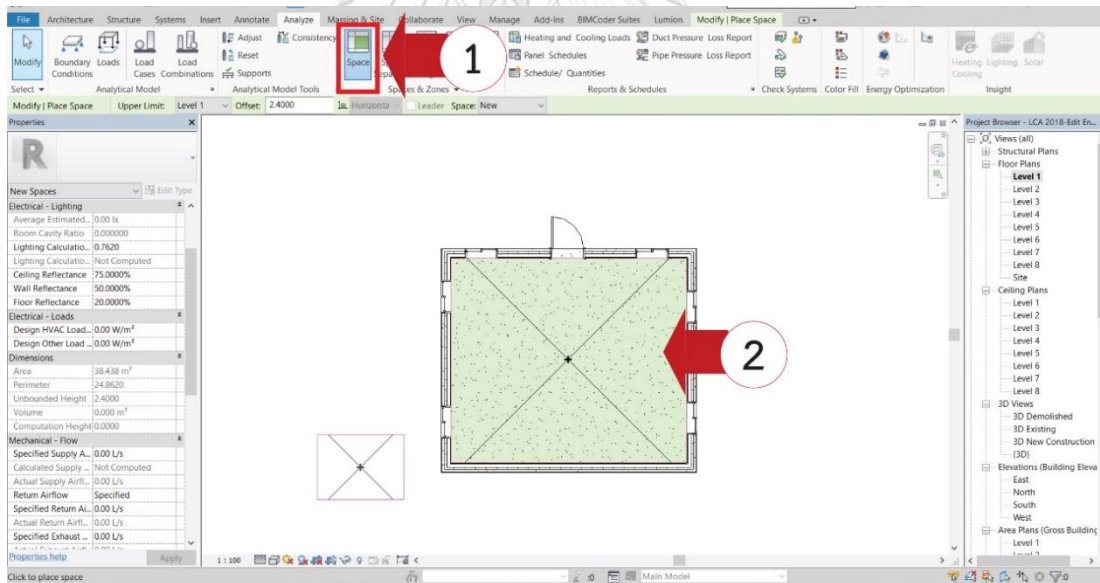 File Architecture Structure Systems Insert Annotate Analyze Massing & Site Collaborate View Manage Add-Ins BIMCoder Suites Lumion Modify | Place Space
Modify
Boundary Conditions
Loads
Load Cases
Load Combinations
Adjust
Reset
Supports
Consistency
Space
1
Heating and Cooling Loads
Panel Schedules
Schedule/ Quantities
Duct Pressure Loss Report
Pipe Pressure Loss Report
Heating Cooling
Lighting
Solar
Select
Analytical Model
Analytical Model Tools
Spaces & Zones
Reports & Schedules
Check Systems
Color Fill
Energy Optimization
Insight
Modify | Place Space Upper Limit: Level 1 Offset: 2.4000 Horizonta Leader Space: New
Properties
R
New Spaces Edit Type
Electrical - Lighting
Average Estimated... 0.00 lx
Room Cavity Ratio 0.000000
Lighting Calculatio... 0.7620
Lighting Calculatio... Not Computed
Ceiling Reflectance 75.0000%
Wall Reflectance 50.0000%
Floor Reflectance 20.0000%
Electrical - Loads
Design HVAC Load... 0.00 W/m²
Design Other Load ... 0.00 W/m²
Dimensions
Area 38.438 m²
Perimeter 24.8620
Unbounded Height 2.4000
Volume 0.000 m³
Computation Height 0.0000
Mechanical - Flow
Specified Supply A... 0.00 L/s
Calculated Supply ... Not Computed
Actual Supply Airfl... 0.00 L/s
Return Airflow Specified
Specified Return Ai... 0.00 L/s
Actual Return Airfl... 0.00 L/s
Specified Exhaust ... 0.00 L/s
Properties help Apply
2
1 : 100
Project Browser - LCA 2018-Edit En...
Views (all)
Structural Plans
Floor Plans
Level 1
Level 2
Level 3
Level 4
Level 5
Level 6
Level 7
Level 8
Site
Ceiling Plans
Level 1
Level 2
Level 3
Level 4
Level 5
Level 6
Level 7
Level 8
3D Views
3D Demolished
3D Existing
3D New Construction
{3D}
Elevations (Building Eleva
East
North
South
West
Area Plans (Gross Building
Level 1
Click to place space
:0
Main Model
:0